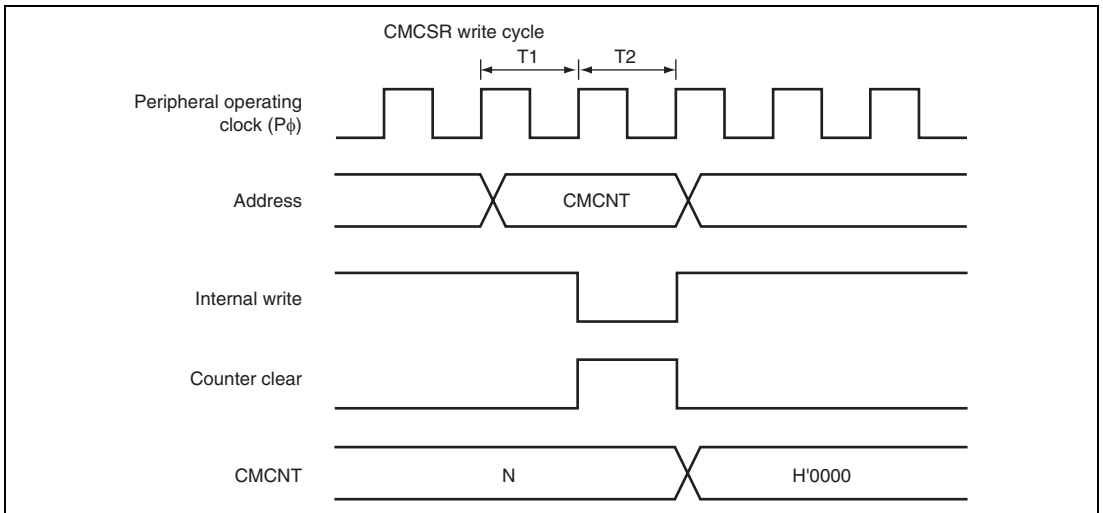 CMCSR write cycle
T1 T2
Peripheral operating
clock (Pϕ)
Address CMCNT
Internal write
Counter clear
CMCNT N H'0000